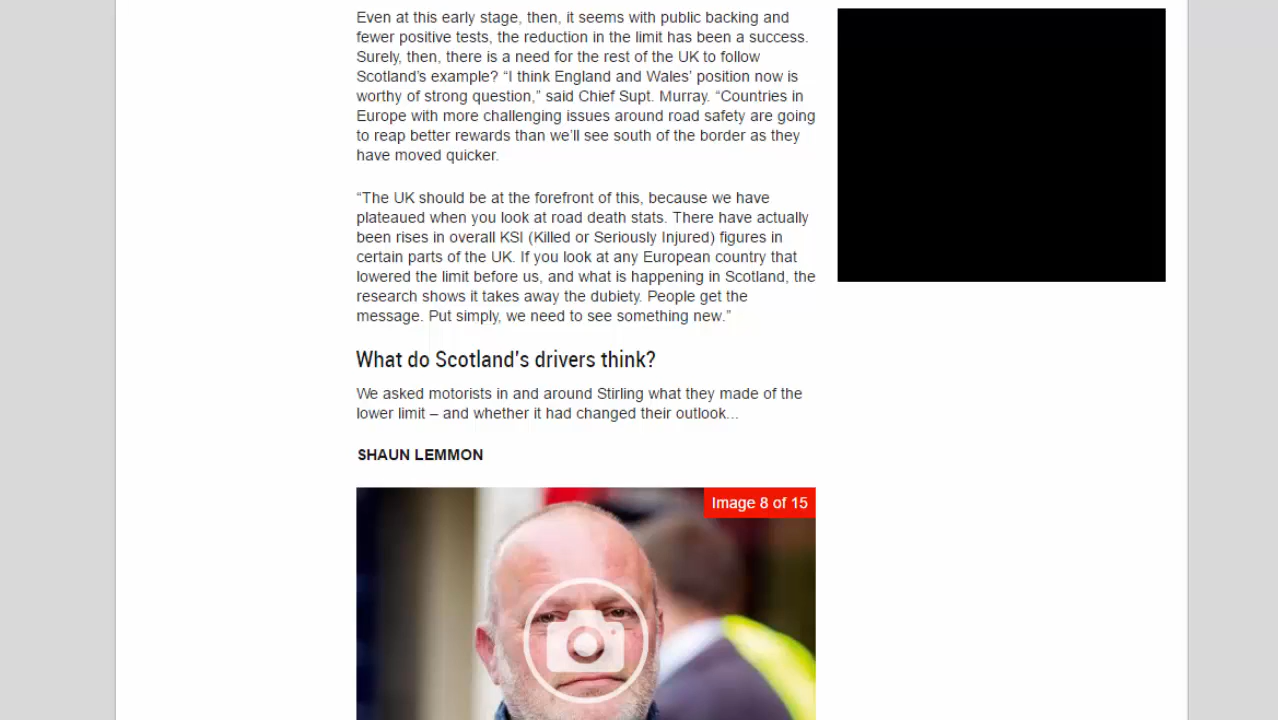 Even at this early stage, then, it seems with public backing and
fewer positive tests, the reduction in the limit has been a success.
Surely, then, there is a need for the rest of the UK to follow
Scotland’s example? “I think England and Wales’ position now is
worthy of strong question,” said Chief Supt. Murray. “Countries in
Europe with more challenging issues around road safety are going
to reap better rewards than we’ll see south of the border as they
have moved quicker.
“The UK should be at the forefront of this, because we have
plateaued when you look at road death stats. There have actually
been rises in overall KSI (Killed or Seriously Injured) figures in
certain parts of the UK. If you look at any European country that
lowered the limit before us, and what is happening in Scotland, the
research shows it takes away the dubiety. People get the
message. Put simply, we need to see something new.”
What do Scotland’s drivers think?
We asked motorists in and around Stirling what they made of the
lower limit – and whether it had changed their outlook...
SHAUN LEMMON
Image 8 of 15